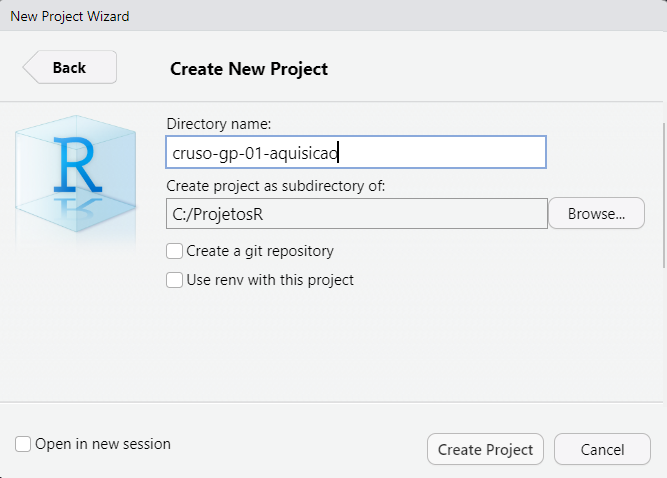 New Project Wizard
Back
Create New Project
R
Directory name:
cruso-gp-01-aquisicao
Create project as subdirectory of:
C:/ProjetosR
Browse...
Create a git repository
Use renv with this project
Open in new session
Create Project
Cancel